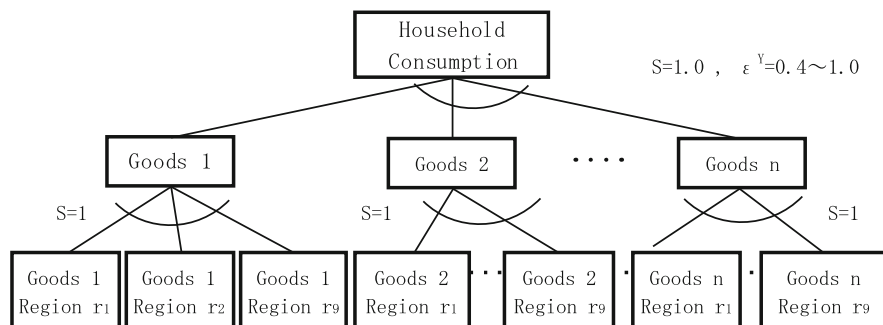 Household
Consumption
S=1.0 , ε^Y=0.4～1.0
Goods 1
Goods 2
....
Goods n
S=1
S=1
S=1
Goods 1
Region r₁
Goods 1
Region r₂
Goods 1
Region r₉
Goods 2
Region r₁
...
Goods 2
Region r₉
.
Goods n
Region r₁
.
Goods n
Region r₉